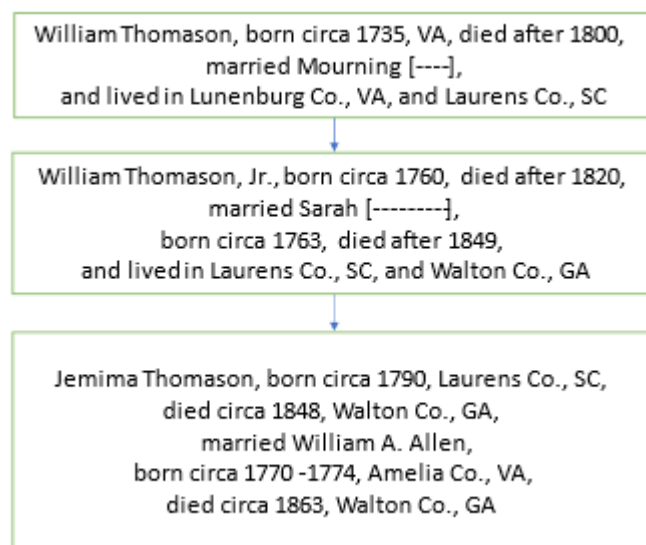 William Thomason, born circa 1735, VA, died after 1800,
married Mourning [----],
and lived in Lunenburg Co., VA, and Laurens Co., SC
William Thomason, Jr., born circa 1760, died after 1820,
married Sarah [--------],
born circa 1763, died after 1849,
and lived in Laurens Co., SC, and Walton Co., GA
Jemima Thomason, born circa 1790, Laurens Co., SC,
died circa 1848, Walton Co., GA,
married William A. Allen,
born circa 1770 -1774, Amelia Co., VA,
died circa 1863, Walton Co., GA